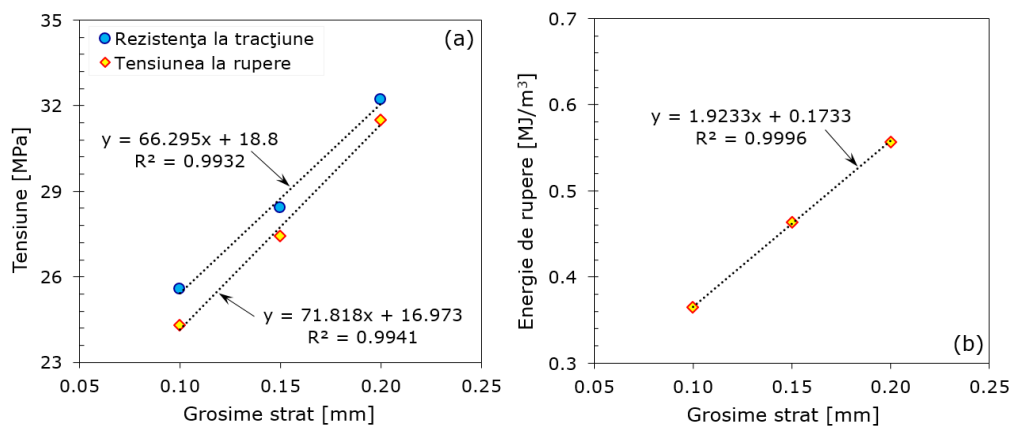 35
32
29
26
23
Tensiune [MPa]
Rezistenţa la tracţiune
Tensiunea la rupere
(a)
y = 66.295x + 18.8
R² = 0.9932
y = 71.818x + 16.973
R² = 0.9941
0.05 0.10 0.15 0.20 0.25
Grosime strat [mm]
0.7
0.6
0.5
0.4
0.3
Energie de rupere [MJ/m³]
y = 1.9233x + 0.1733
R² = 0.9996
(b)
0.05 0.10 0.15 0.20 0.25
Grosime strat [mm]